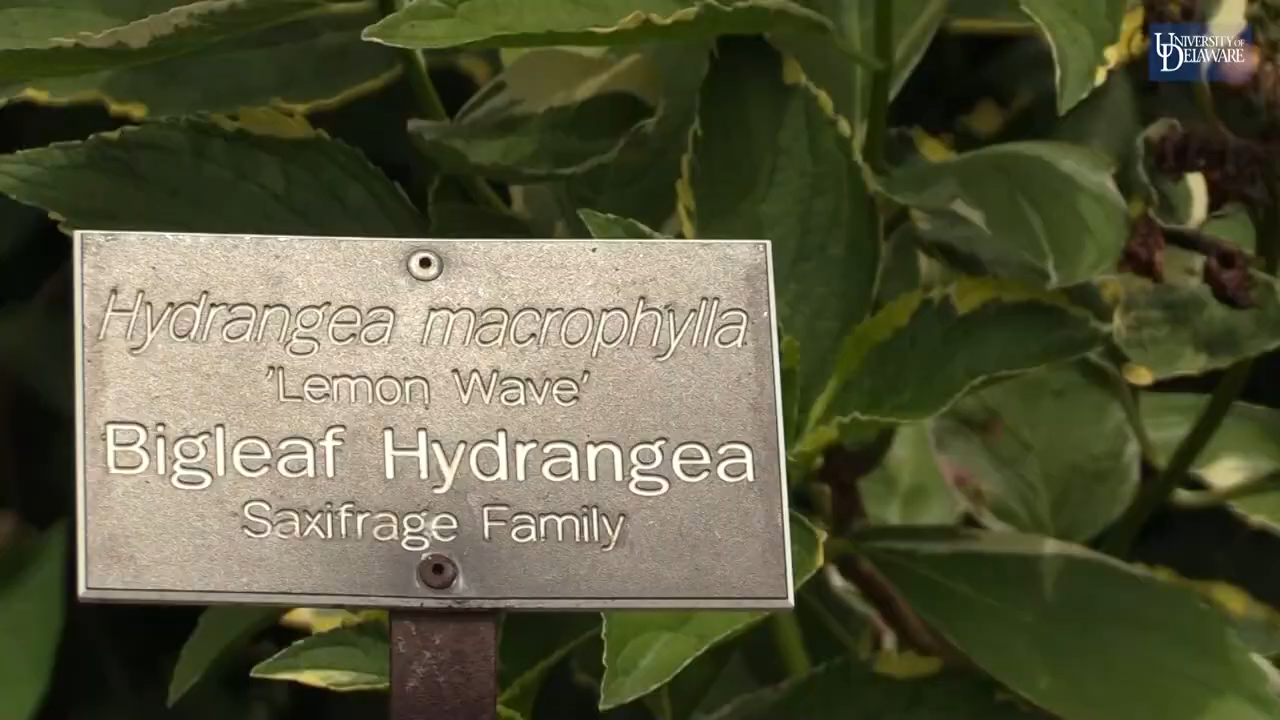 UNIVERSITY OF
DELAWARE
Hydrangea macrophylla
'Lemon Wave'
Bigleaf Hydrangea
Saxifrage Family